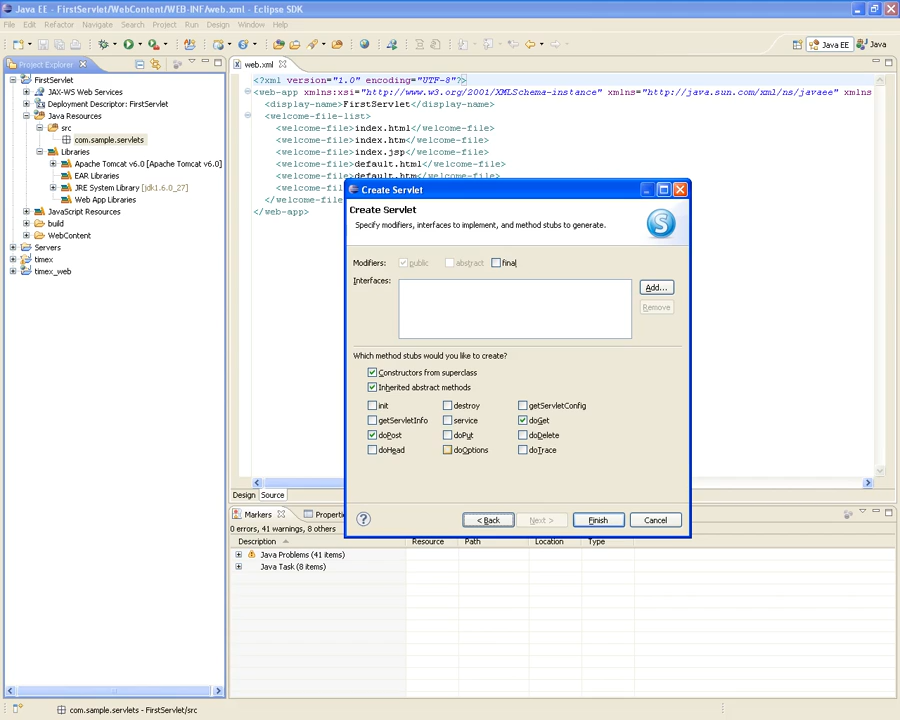 Java EE - FirstServlet/WebContent/WEB-INF/web.xml - Eclipse SDK
File Edit Refactor Navigate Search Project Run Design Window Help
Java EE Java
Project Explorer
FirstServlet
JAX-WS Web Services
Deployment Descriptor: FirstServlet
Java Resources
src
com.sample.servlets
Libraries
Apache Tomcat v6.0 [Apache Tomcat v6.0]
EAR Libraries
JRE System Library [jdk1.6.0_27]
Web App Libraries
JavaScript Resources
build
WebContent
Servers
timex
timex_web
web.xml
<?xml version="1.0" encoding="UTF-8"?>
<web-app xmlns:xsi="http://www.w3.org/2001/XMLSchema-instance" xmlns="http://java.sun.com/xml/ns/javaee" xmlns
<display-name>FirstServlet</display-name>
<welcome-file-list>
<welcome-file>index.html</welcome-file>
<welcome-file>index.htm</welcome-file>
<welcome-file>index.jsp</welcome-file>
<welcome-file>default.html</welcome-file>
<welcome-file>default.htm</welcome-file>
<welcome-fi
</welcome-fi
</web-app>
Create Servlet
Create Servlet
Specify modifiers, interfaces to implement, and method stubs to generate.
S
Modifiers: public abstract final
Interfaces:
Add...
Remove
Which method stubs would you like to create?
Constructors from superclass
Inherited abstract methods
init destroy getServletConfig
getServletInfo service doGet
doPost doPut doDelete
doHead doOptions doTrace
? < Back Next > Finish Cancel
Design Source
Markers Properti
0 errors, 41 warnings, 8 others
Description Resource Path Location Type
Java Problems (41 items)
Java Task (8 items)
com.sample.servlets - FirstServlet/src